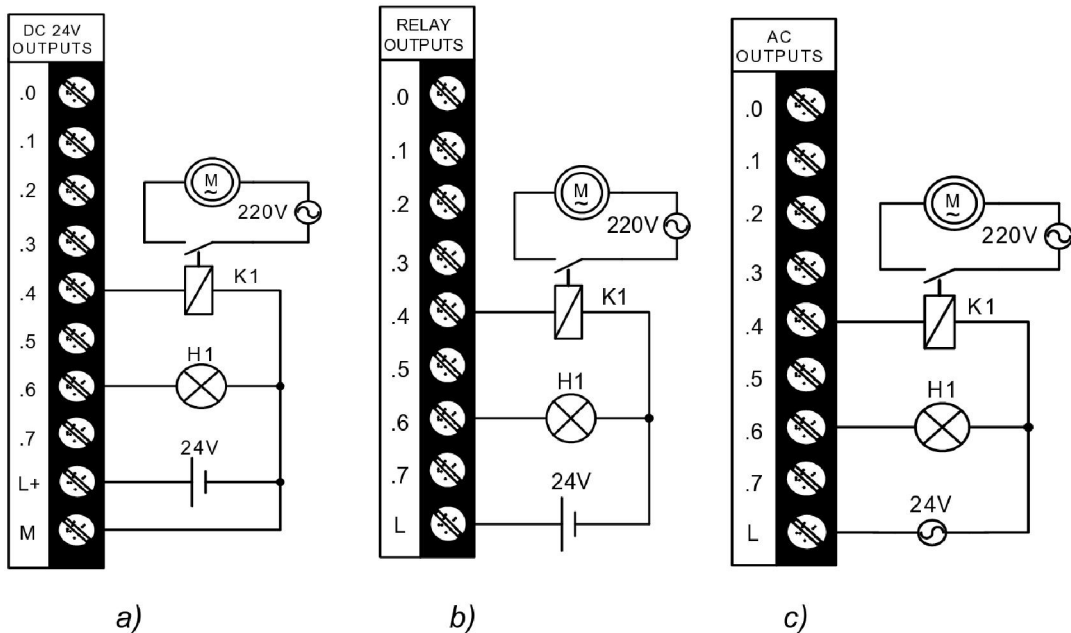 DC 24V
OUTPUTS
.0
.1
.2
.3
.4
.5
.6
.7
L+
M
M
~
220V
K1
H1
24V
a)
RELAY
OUTPUTS
.0
.1
.2
.3
.4
.5
.6
.7
L
M
~
220V
K1
H1
24V
b)
AC
OUTPUTS
.0
.1
.2
.3
.4
.5
.6
.7
L
M
~
220V
K1
H1
24V
c)